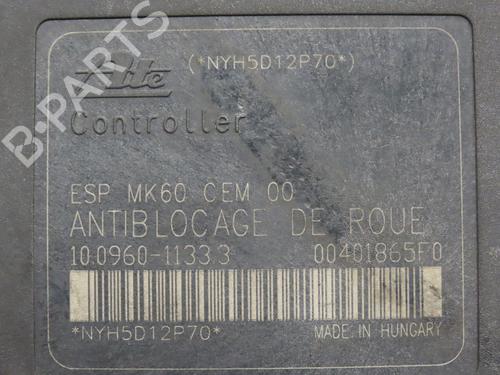 (*NYH5D12P70*)
Ate
Controller
B-PARTS
ESP MK60 CEM 00
ANTIBLOCAGE DE ROUE
10.0960-1133.3 00401865F0
*NYH5D12P70* MADE IN HUNGARY